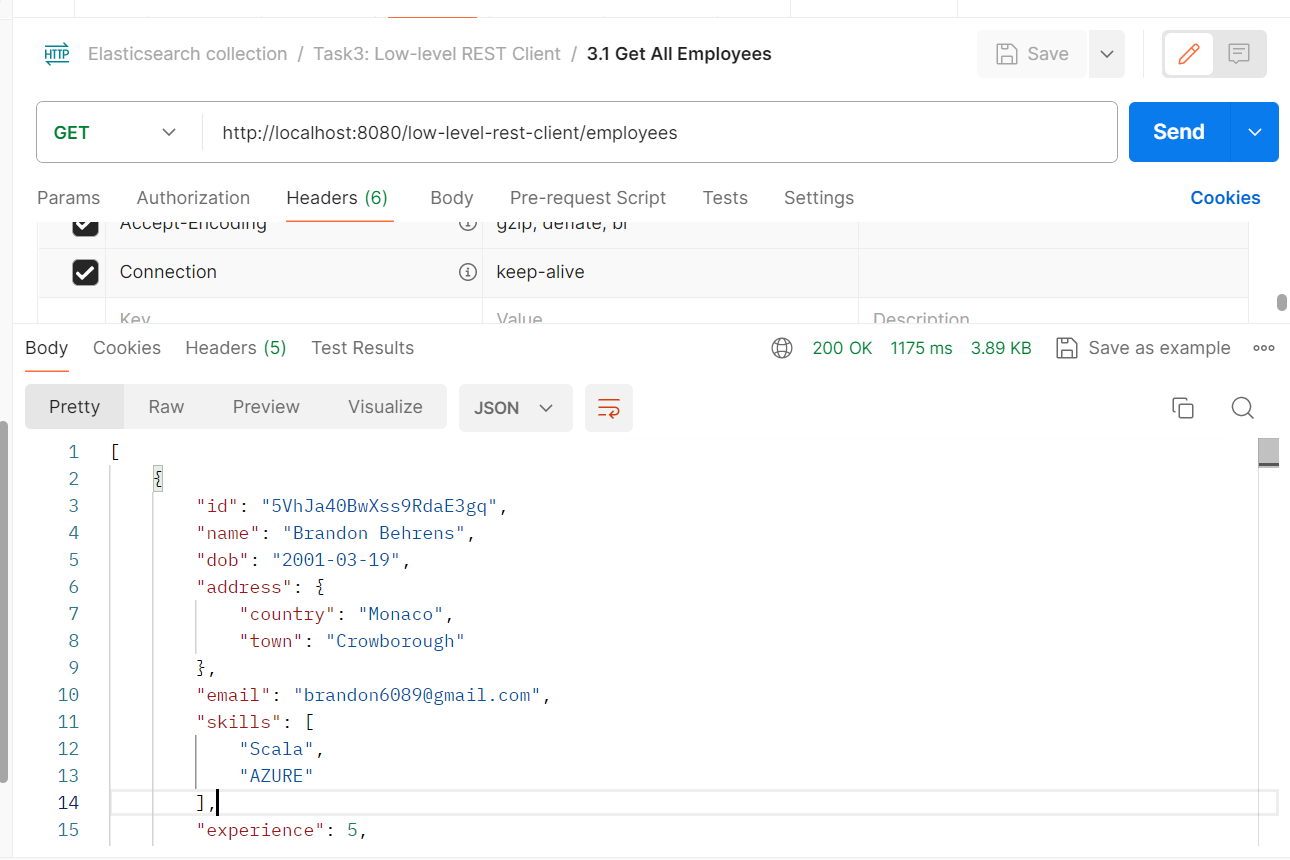 HTTP Elasticsearch collection / Task3: Low-level REST Client / 3.1 Get All Employees Save
GET http://localhost:8080/low-level-rest-client/employees Send
Params Authorization Headers (6) Body Pre-request Script Tests Settings Cookies
Accept-Encoding gzip, deflate, br
Connection keep-alive
Key Value Description
Body Cookies Headers (5) Test Results 200 OK 1175 ms 3.89 KB Save as example
Pretty Raw Preview Visualize JSON
1 [
2 {
3 "id": "5VhJa40BwXss9RdaE3gq",
4 "name": "Brandon Behrens",
5 "dob": "2001-03-19",
6 "address": {
7 "country": "Monaco",
8 "town": "Crowborough"
9 },
10 "email": "brandon6089@gmail.com",
11 "skills": [
12 "Scala",
13 "AZURE"
14 ],
15 "experience": 5,